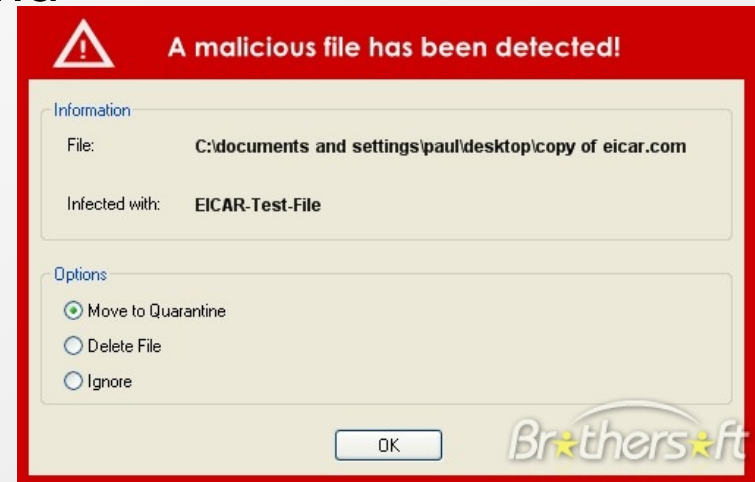 A malicious file has been detected!
Information
File: C:\documents and settings\paul\desktop\copy of eicar.com
Infected with: EICAR-Test-File
Options
Move to Quarantine
Delete File
Ignore
OK
Brothersoft